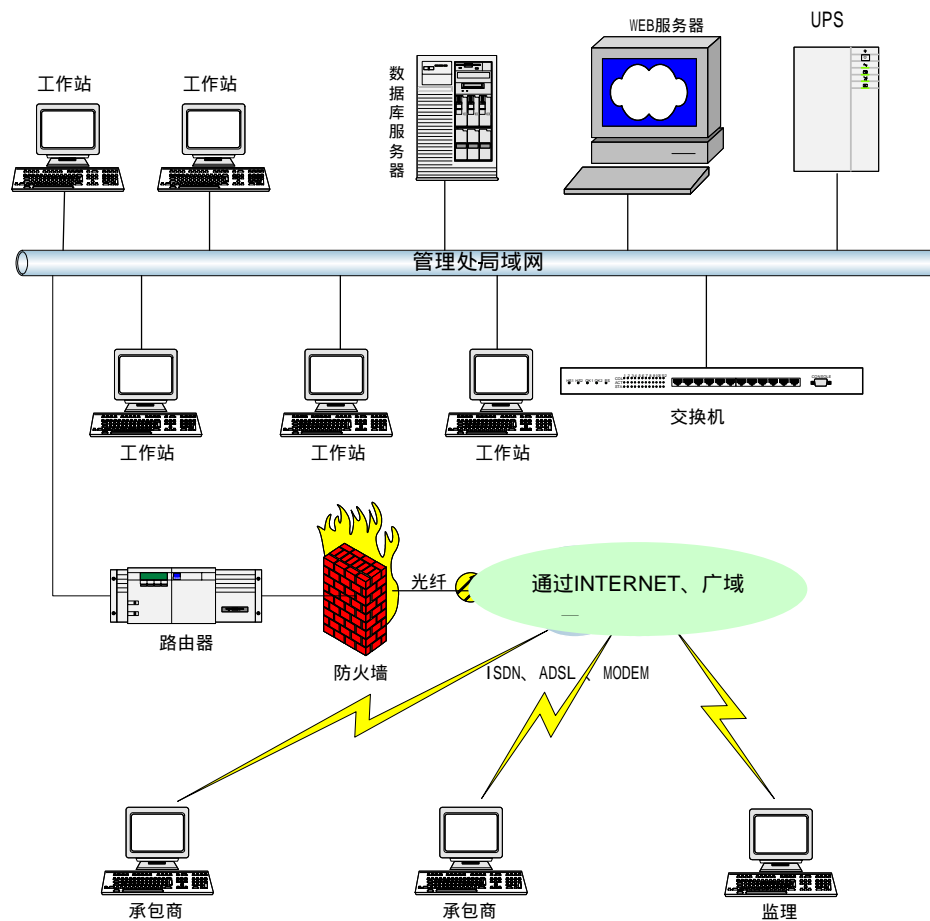 WEB服务器
UPS
工作站
工作站
数据库服务器
管理处局域网
工作站
工作站
工作站
CONSOLE
交换机
光纤
通过INTERNET、广域
路由器
防火墙
ISDN、ADSL、MODEM
承包商
承包商
监理